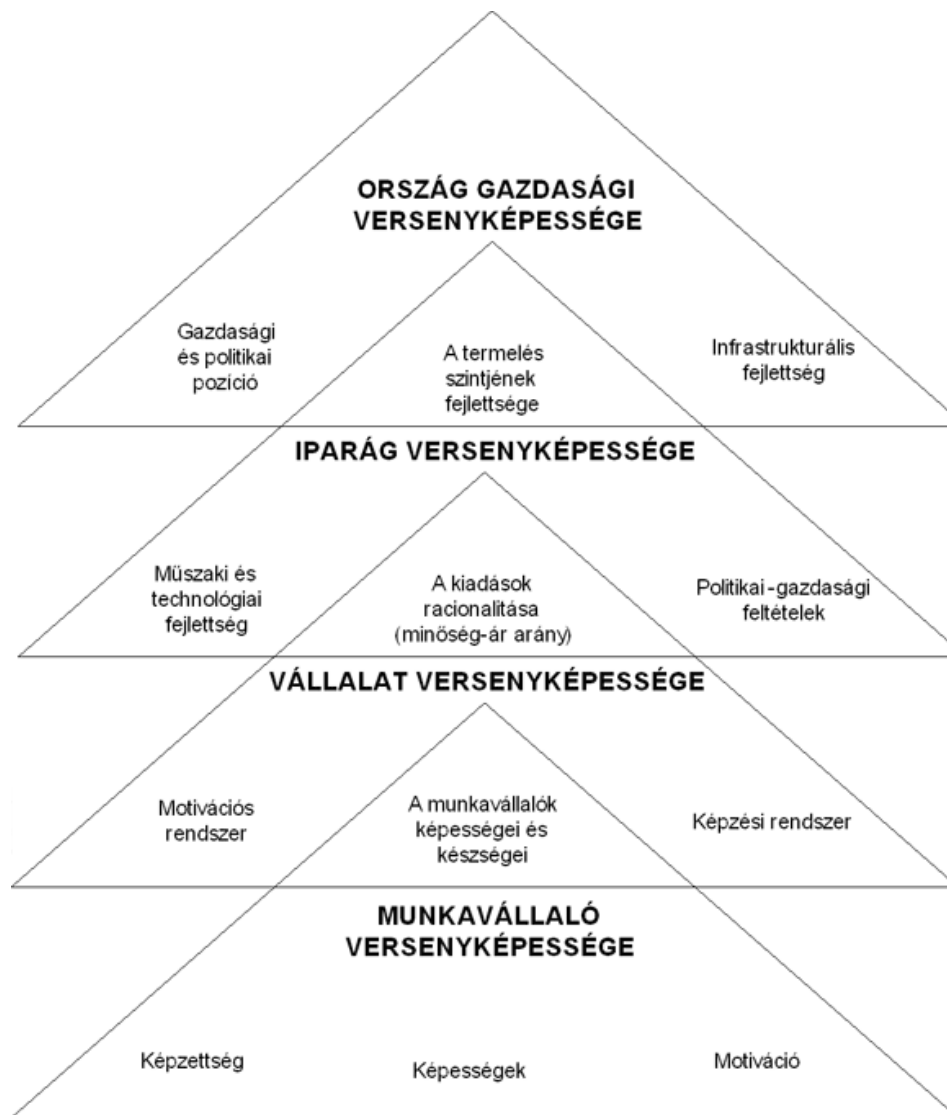 ORSZÁG GAZDASÁGI
VERSENYKÉPESSÉGE
Gazdasági
és politikai
pozíció
A termelés
szintjének
fejlettsége
Infrastrukturális
fejlettség
IPARÁG VERSENYKÉPESSÉGE
Műszaki és
technológiai
fejlettség
A kiadások
racionalitása
(minőség-ár arány)
Politikai-gazdasági
feltételek
VÁLLALAT VERSENYKÉPESSÉGE
Motivációs
rendszer
A munkavállalók
képességei és
készségei
Képzési rendszer
MUNKAVÁLLALÓ
VERSENYKÉPESSÉGE
Képzettség
Képességek
Motiváció